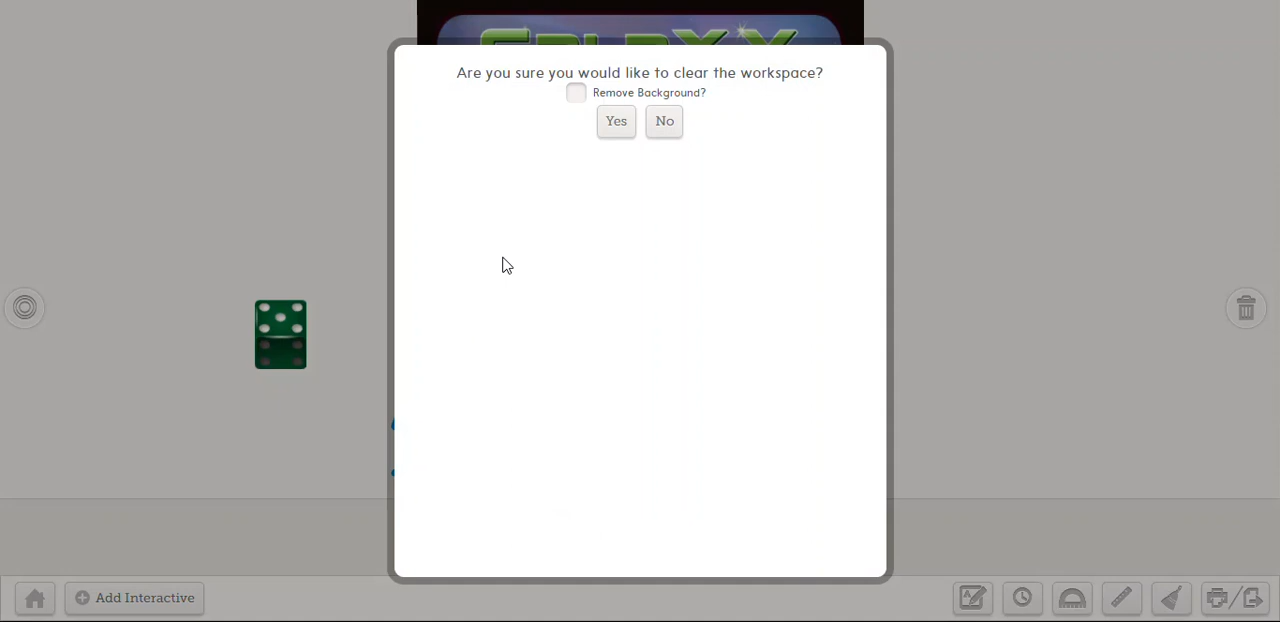 Are you sure you would like to clear the workspace?
Remove Background?
Yes
No
Add Interactive